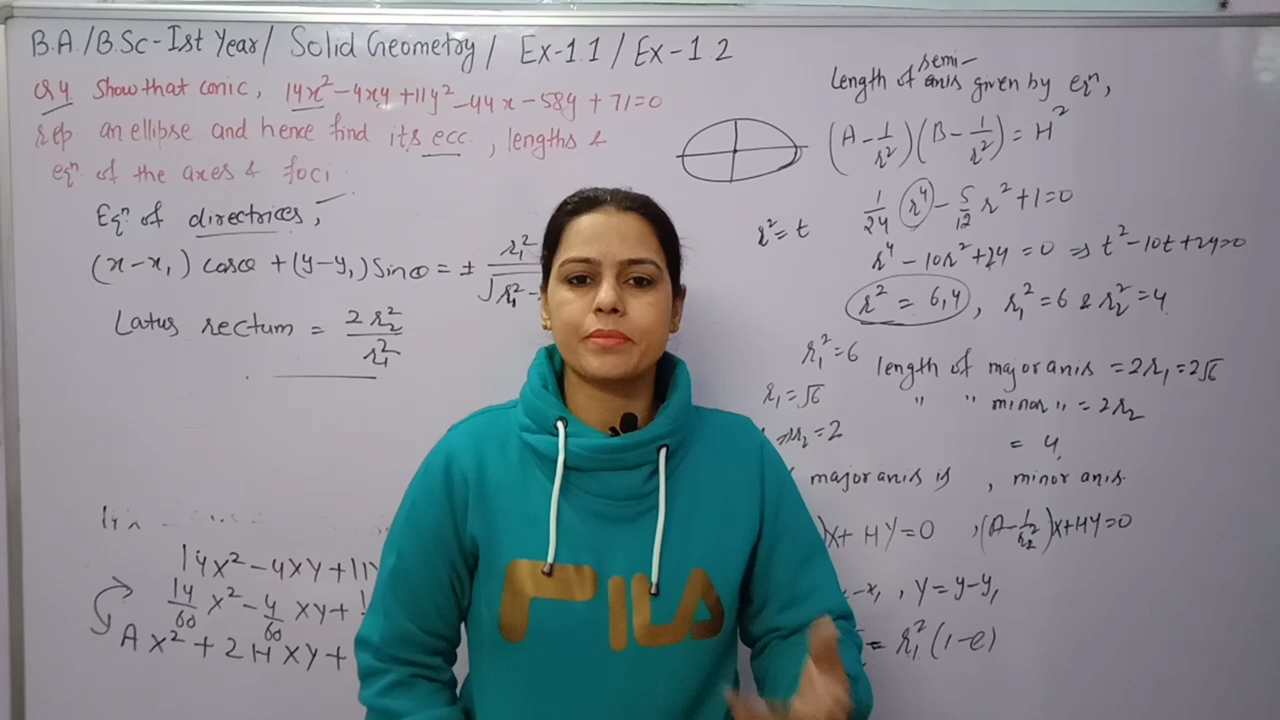 B.A./B.Sc-Ist Year/ Solid Geometry/ Ex-1.1 / Ex-1.2
Q4 Show that conic, 14x²-4xy+11y²-44x-58y+71=0
rep an ellipse and hence find its ecc., lengths &
eqⁿ of the axes & foci
Eqⁿ of directrices,
(x-x₁) cosθ +(y-y₁) Sinθ = ± r₁² / √r₁²-
Latus rectum = 2r₂² / r₁²
14x²-4xy+11y
14/60 x² - 4/60 xy +
Ax² + 2Hxy +
length of semi-axis given by eqⁿ,
(A - 1/r²)(B - 1/r²) = H²
1/24 r⁴ - 5/12 r² + 1 = 0
r² = t
r⁴ - 10r² + 24 = 0 ⇒ t² - 10t + 24 = 0
r² = 6,4, r₁² = 6 & r₂² = 4
r₁² = 6
r₁ = √6
r₂ = 2
length of major axis = 2r₁ = 2√6
" " minor " = 2r₂
= 4
major axis is, minor axis.
)x + Hy = 0, (A - 1/r₂²)x + Hy = 0
-x₁, Y = y-y₁
= r₁²(1-e)
FILA